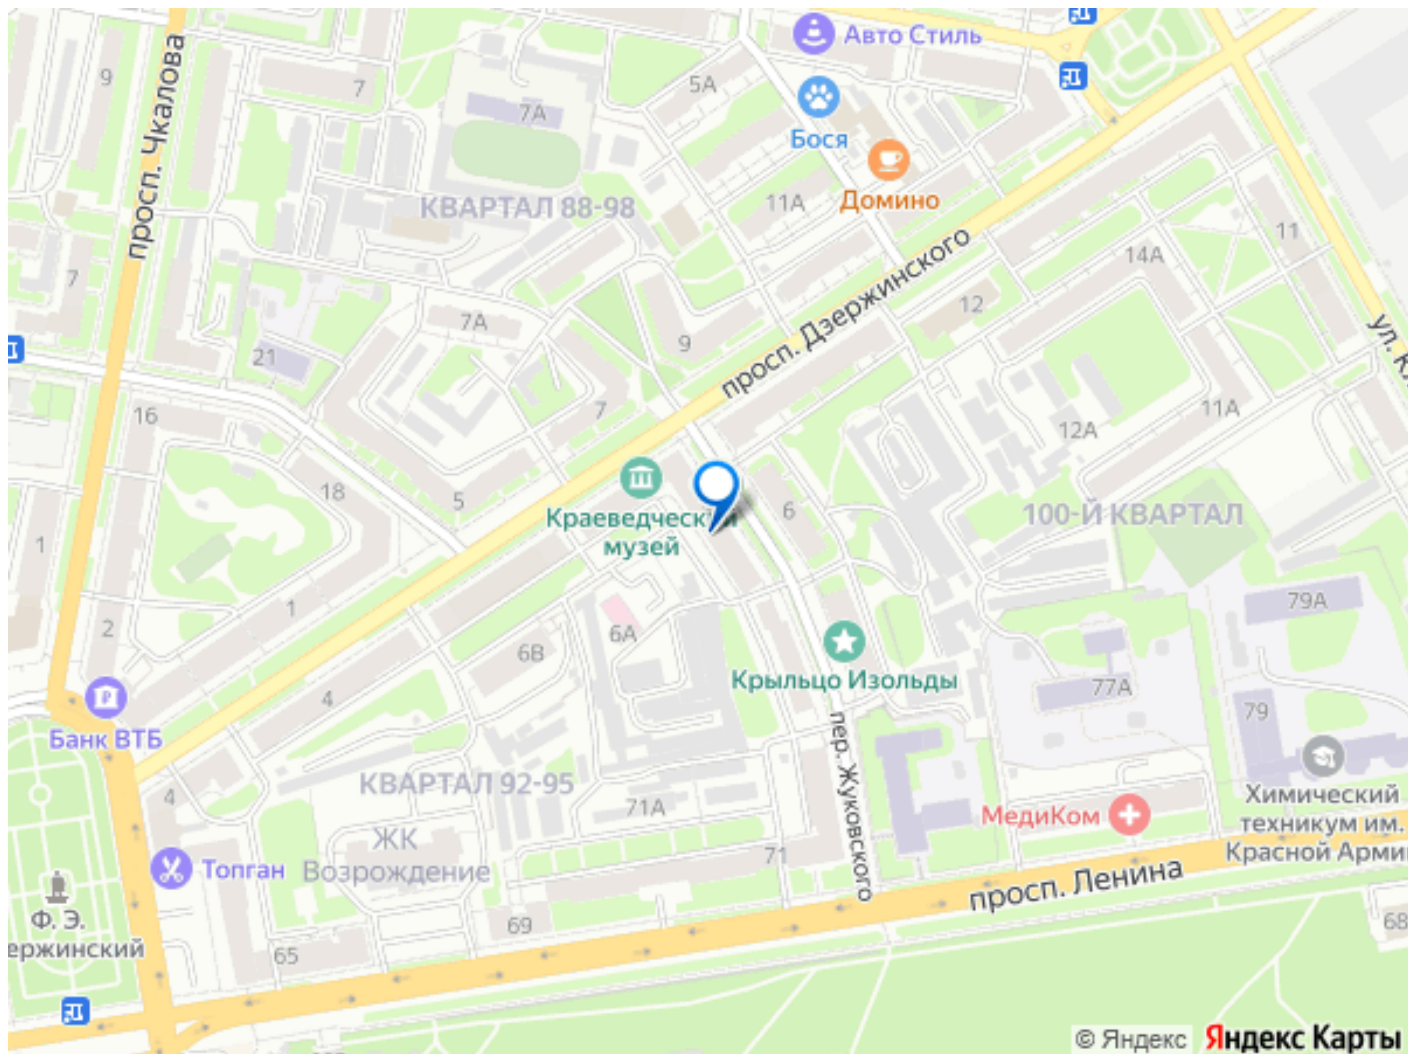 Авто Стиль
просп. Чкалова
9
7
5А
7А
Бося
Домино
КВАРТАЛ 88-98
11А
11
14А
просп. Дзержинского
7
12
7А
9
21
ул. К
16
7
11А
12А
18
5
6
Краеведческий
музей
100-Й КВАРТАЛ
1
79А
1
2
6А
6В
Крыльцо Изольды
77А
4
79
Банк ВТБ
пер. Жуковского
КВАРТАЛ 92-95
4
71А
МедиКом
Химический
техникум им.
Красной Арми
ЖК
Возрождение
71
Топган
просп. Ленина
Ф. Э.
ержинский
69
68
65
© Яндекс Яндекс Карты